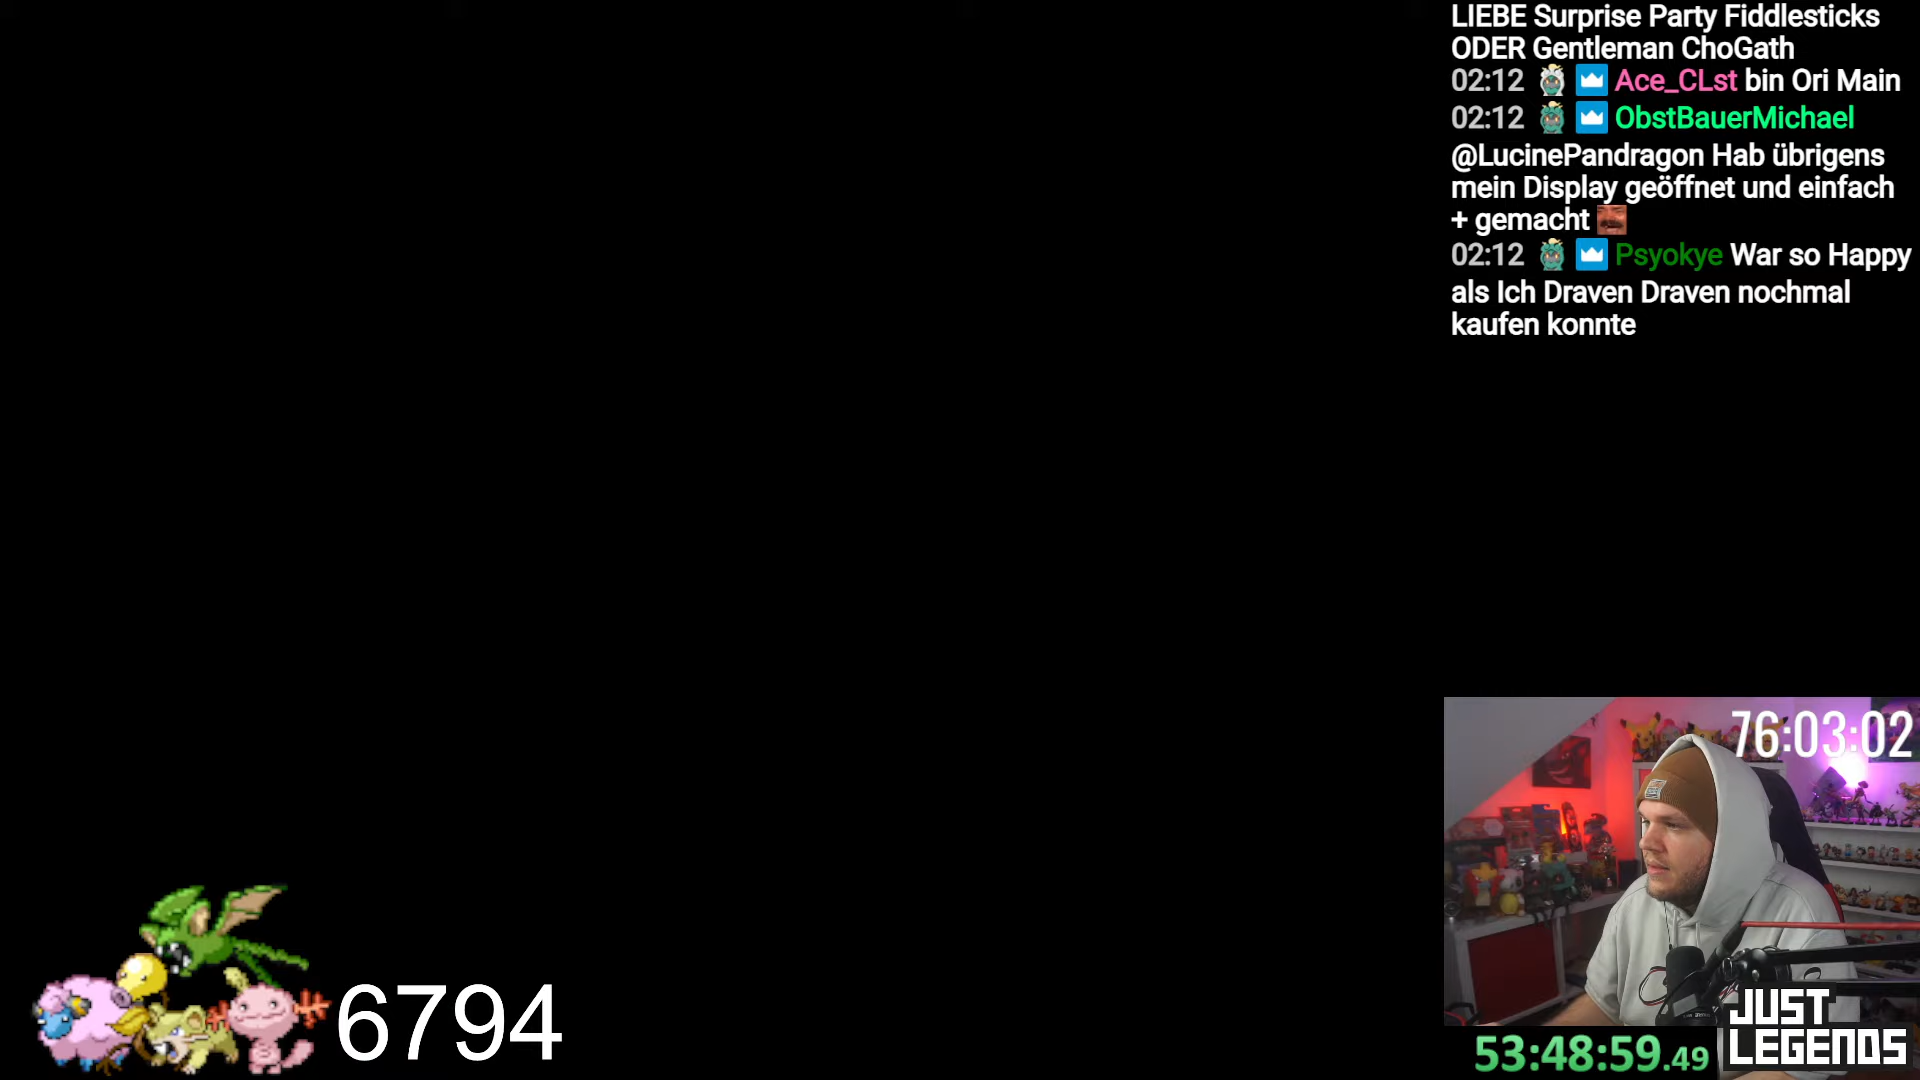 LIEBE Surprise Party Fiddlesticks
ODER Gentleman ChoGath
02:12 Ace_CLst bin Ori Main
02:12 ObstBauerMichael
@LucinePandragon Hab übrigens
mein Display geöffnet und einfach
+ gemacht
02:12 Psyokye War so Happy
als Ich Draven Draven nochmal
kaufen konnte
76:03:02
6794
JUST
LEGENDS
53:48:59.49